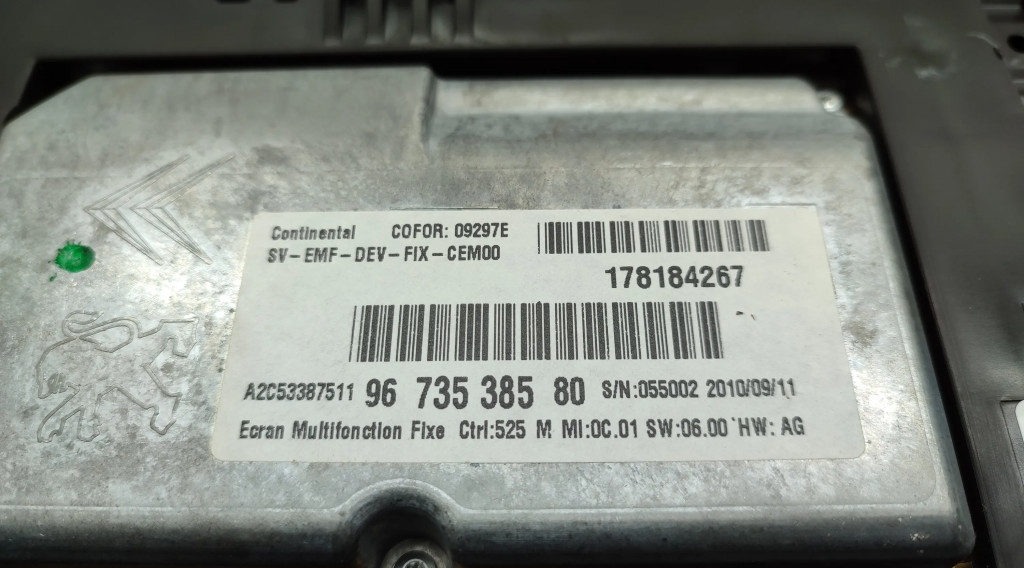 Continental COFOR: 09297E
SV-EMF-DEV-FIX-CEM00
178184267
A2C53387511 96 735 385 80 S/N:055002 2010/09/11
Ecran Multifonction Fixe Ctrl:525 M MI:0C.01 SW:06.00 HW: AG